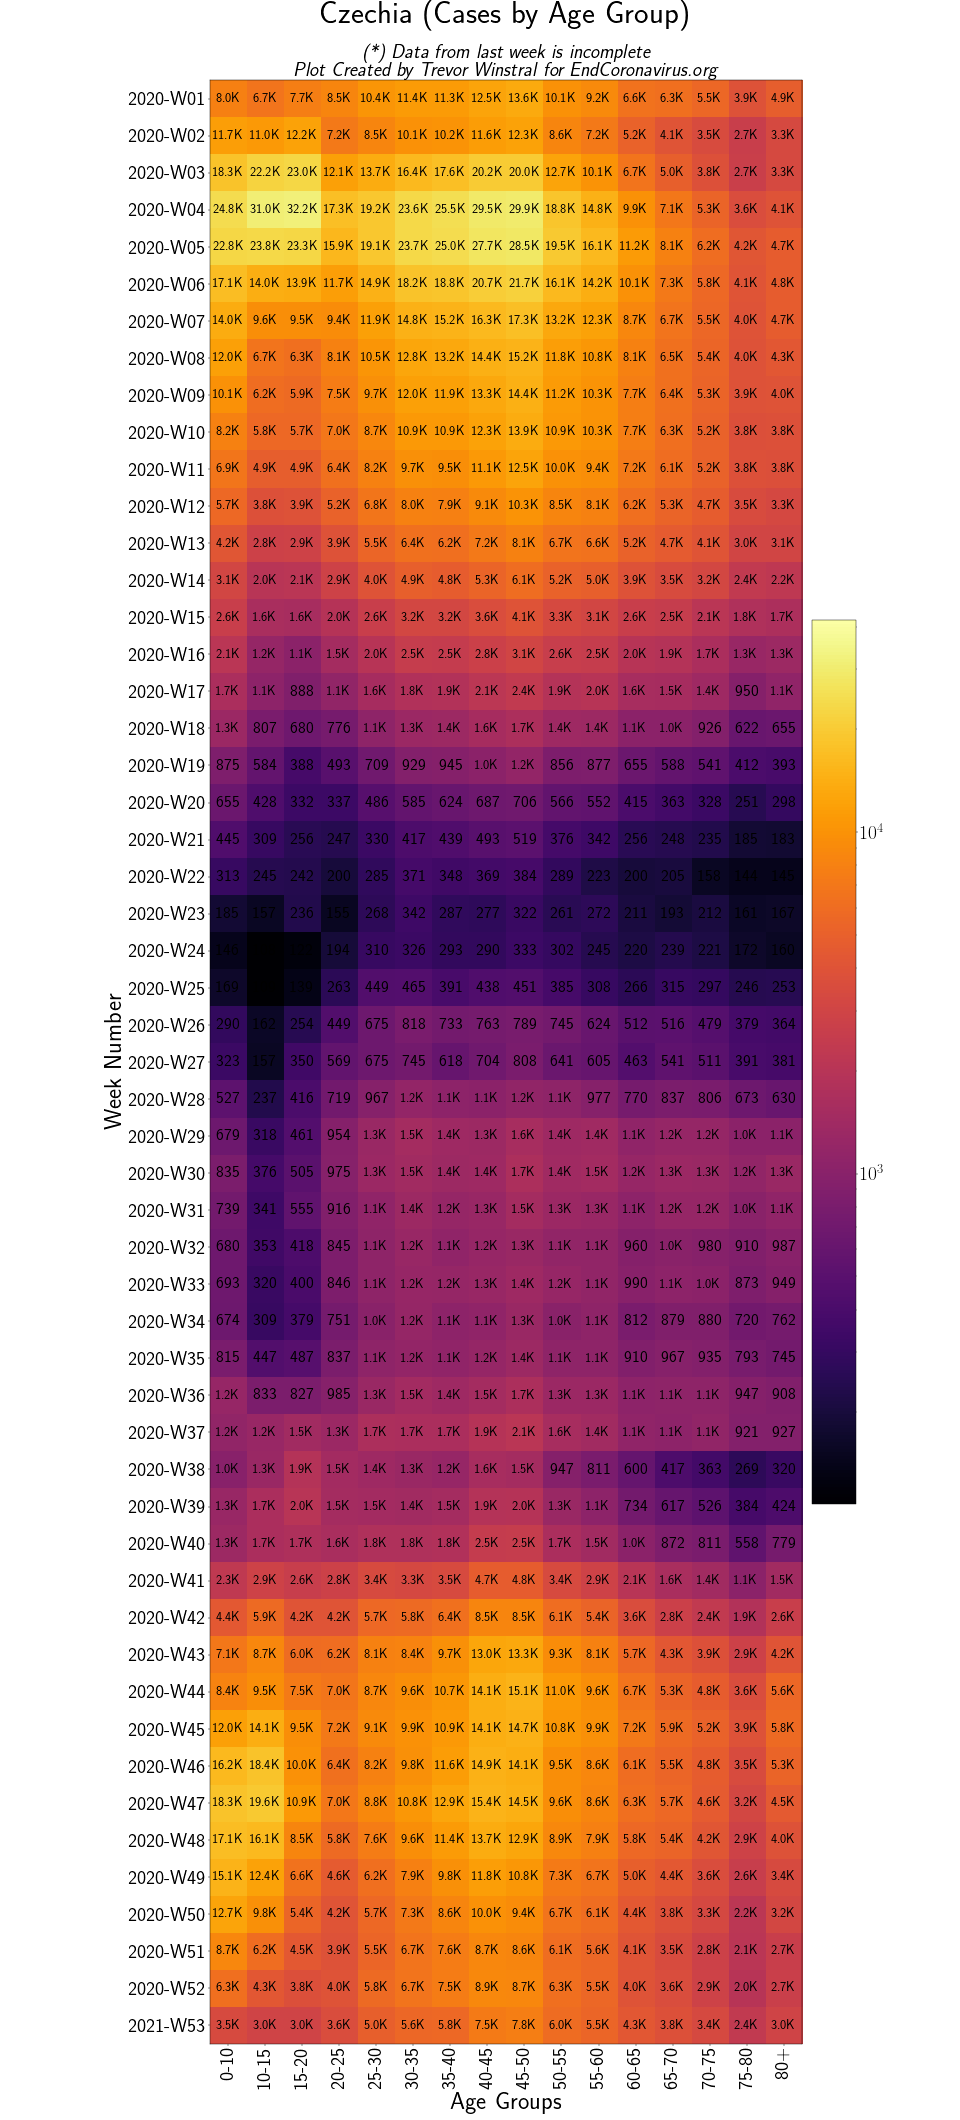 Czechia (Cases by Age Group)
(*) Data from last week is incomplete
Plot Created by Trevor Winstral for EndCoronavirus.org
2020-W01 8.0K 6.7K 7.7K 8.5K 10.4K 11.4K 11.3K 12.5K 13.6K 10.1K 9.2K 6.6K 6.3K 5.5K 3.9K 4.9K
2020-W02 11.7K 11.0K 12.2K 7.2K 8.5K 10.1K 10.2K 11.6K 12.3K 8.6K 7.2K 5.2K 4.1K 3.5K 2.7K 3.3K
2020-W03 18.3K 22.2K 23.0K 12.1K 13.7K 16.4K 17.6K 20.2K 20.0K 12.7K 10.1K 6.7K 5.0K 3.8K 2.7K 3.3K
2020-W04 24.8K 31.0K 32.2K 17.3K 19.2K 23.6K 25.5K 29.5K 29.9K 18.8K 14.8K 9.9K 7.1K 5.3K 3.6K 4.1K
2020-W05 22.8K 23.8K 23.3K 15.9K 19.1K 23.7K 25.0K 27.7K 28.5K 19.5K 16.1K 11.2K 8.1K 6.2K 4.2K 4.7K
2020-W06 17.1K 14.0K 13.9K 11.7K 14.9K 18.2K 18.8K 20.7K 21.7K 16.1K 14.2K 10.1K 7.3K 5.8K 4.1K 4.8K
2020-W07 14.0K 9.6K 9.5K 9.4K 11.9K 14.8K 15.2K 16.3K 17.3K 13.2K 12.3K 8.7K 6.7K 5.5K 4.0K 4.7K
2020-W08 12.0K 6.7K 6.3K 8.1K 10.5K 12.8K 13.2K 14.4K 15.2K 11.8K 10.8K 8.1K 6.5K 5.4K 4.0K 4.3K
2020-W09 10.1K 6.2K 5.9K 7.5K 9.7K 12.0K 11.9K 13.3K 14.4K 11.2K 10.3K 7.7K 6.4K 5.3K 3.9K 4.0K
2020-W10 8.2K 5.8K 5.7K 7.0K 8.7K 10.9K 10.9K 12.3K 13.9K 10.9K 10.3K 7.7K 6.3K 5.2K 3.8K 3.8K
2020-W11 6.9K 4.9K 4.9K 6.4K 8.2K 9.7K 9.5K 11.1K 12.5K 10.0K 9.4K 7.2K 6.1K 5.2K 3.8K 3.8K
2020-W12 5.7K 3.8K 3.9K 5.2K 6.8K 8.0K 7.9K 9.1K 10.3K 8.5K 8.1K 6.2K 5.3K 4.7K 3.5K 3.3K
2020-W13 4.2K 2.8K 2.9K 3.9K 5.5K 6.4K 6.2K 7.2K 8.1K 6.7K 6.6K 5.2K 4.7K 4.1K 3.0K 3.1K
2020-W14 3.1K 2.0K 2.1K 2.9K 4.0K 4.9K 4.8K 5.3K 6.1K 5.2K 5.0K 3.9K 3.5K 3.2K 2.4K 2.2K
2020-W15 2.6K 1.6K 1.6K 2.0K 2.6K 3.2K 3.2K 3.6K 4.1K 3.3K 3.1K 2.6K 2.5K 2.1K 1.8K 1.7K
2020-W16 2.1K 1.2K 1.1K 1.5K 2.0K 2.5K 2.5K 2.8K 3.1K 2.6K 2.5K 2.0K 1.9K 1.7K 1.3K 1.3K
2020-W17 1.7K 1.1K 888 1.1K 1.6K 1.8K 1.9K 2.1K 2.4K 1.9K 2.0K 1.6K 1.5K 1.4K 950 1.1K
2020-W18 1.3K 807 680 776 1.1K 1.3K 1.4K 1.6K 1.7K 1.4K 1.4K 1.1K 1.0K 926 622 655
2020-W19 875 584 388 493 709 929 945 1.0K 1.2K 856 877 655 588 541 412 393
2020-W20 655 428 332 337 486 585 624 687 706 566 552 415 363 328 251 298
2020-W21 445 309 256 247 330 417 439 493 519 376 342 256 248 235 185 183
2020-W22 313 245 242 200 285 371 348 369 384 289 223 200 205 158 144 145
2020-W23 185 157 236 155 268 342 287 277 322 261 272 211 193 212 161 167
2020-W24 146 194 310 326 293 290 333 302 245 220 239 221 172 160
2020-W25 169 263 449 465 391 438 451 385 308 266 315 297 246 253
2020-W26 290 162 254 449 675 818 733 763 789 745 624 512 516 479 379 364
2020-W27 323 157 350 569 675 745 618 704 808 641 605 463 541 511 391 381
2020-W28 527 237 416 719 967 1.2K 1.1K 1.1K 1.2K 1.1K 977 770 837 806 673 630
2020-W29 679 318 461 954 1.3K 1.5K 1.4K 1.3K 1.6K 1.4K 1.4K 1.1K 1.2K 1.2K 1.0K 1.1K
2020-W30 835 376 505 975 1.3K 1.5K 1.4K 1.4K 1.7K 1.4K 1.5K 1.2K 1.3K 1.3K 1.2K 1.3K
2020-W31 739 341 555 916 1.1K 1.4K 1.2K 1.3K 1.5K 1.3K 1.3K 1.1K 1.2K 1.2K 1.0K 1.1K
2020-W32 680 353 418 845 1.1K 1.2K 1.1K 1.2K 1.3K 1.1K 1.1K 960 1.0K 980 910 987
2020-W33 693 320 400 846 1.1K 1.2K 1.2K 1.3K 1.4K 1.2K 1.1K 990 1.1K 1.0K 873 949
2020-W34 674 309 379 751 1.0K 1.2K 1.1K 1.1K 1.3K 1.0K 1.1K 812 879 880 720 762
2020-W35 815 447 487 837 1.1K 1.2K 1.1K 1.2K 1.4K 1.1K 1.1K 910 967 935 793 745
2020-W36 1.2K 833 827 985 1.3K 1.5K 1.4K 1.5K 1.7K 1.3K 1.3K 1.1K 1.1K 1.1K 947 908
2020-W37 1.2K 1.2K 1.5K 1.3K 1.7K 1.7K 1.7K 1.9K 2.1K 1.6K 1.4K 1.1K 1.1K 1.1K 921 927
2020-W38 1.0K 1.3K 1.9K 1.5K 1.4K 1.3K 1.2K 1.6K 1.5K 947 811 600 417 363 269 320
2020-W39 1.3K 1.7K 2.0K 1.5K 1.5K 1.4K 1.5K 1.9K 2.0K 1.3K 1.1K 734 617 526 384 424
2020-W40 1.3K 1.7K 1.7K 1.6K 1.8K 1.8K 1.8K 2.5K 2.5K 1.7K 1.5K 1.0K 872 811 558 779
2020-W41 2.3K 2.9K 2.6K 2.8K 3.4K 3.3K 3.5K 4.7K 4.8K 3.4K 2.9K 2.1K 1.6K 1.4K 1.1K 1.5K
2020-W42 4.4K 5.9K 4.2K 4.2K 5.7K 5.8K 6.4K 8.5K 8.5K 6.1K 5.4K 3.6K 2.8K 2.4K 1.9K 2.6K
2020-W43 7.1K 8.7K 6.0K 6.2K 8.1K 8.4K 9.7K 13.0K 13.3K 9.3K 8.1K 5.7K 4.3K 3.9K 2.9K 4.2K
2020-W44 8.4K 9.5K 7.5K 7.0K 8.7K 9.6K 10.7K 14.1K 15.1K 11.0K 9.6K 6.7K 5.3K 4.8K 3.6K 5.6K
2020-W45 12.0K 14.1K 9.5K 7.2K 9.1K 9.9K 10.9K 14.1K 14.7K 10.8K 9.9K 7.2K 5.9K 5.2K 3.9K 5.8K
2020-W46 16.2K 18.4K 10.0K 6.4K 8.2K 9.8K 11.6K 14.9K 14.1K 9.5K 8.6K 6.1K 5.5K 4.8K 3.5K 5.3K
2020-W47 18.3K 19.6K 10.9K 7.0K 8.8K 10.8K 12.9K 15.4K 14.5K 9.6K 8.6K 6.3K 5.7K 4.6K 3.2K 4.5K
2020-W48 17.1K 16.1K 8.5K 5.8K 7.6K 9.6K 11.4K 13.7K 12.9K 8.9K 7.9K 5.8K 5.4K 4.2K 2.9K 4.0K
2020-W49 15.1K 12.4K 6.6K 4.6K 6.2K 7.9K 9.8K 11.8K 10.8K 7.3K 6.7K 5.0K 4.4K 3.6K 2.6K 3.4K
2020-W50 12.7K 9.8K 5.4K 4.2K 5.7K 7.3K 8.6K 10.0K 9.4K 6.7K 6.1K 4.4K 3.8K 3.3K 2.2K 3.2K
2020-W51 8.7K 6.2K 4.5K 3.9K 5.5K 6.7K 7.6K 8.7K 8.6K 6.1K 5.6K 4.1K 3.5K 2.8K 2.1K 2.7K
2020-W52 6.3K 4.3K 3.8K 4.0K 5.8K 6.7K 7.5K 8.9K 8.7K 6.3K 5.5K 4.0K 3.6K 2.9K 2.0K 2.7K
2021-W53 3.5K 3.0K 3.0K 3.6K 5.0K 5.6K 5.8K 7.5K 7.8K 6.0K 5.5K 4.3K 3.8K 3.4K 2.4K 3.0K
0-10 10-15 15-20 20-25 25-30 30-35 35-40 40-45 45-50 50-55 55-60 60-65 65-70 70-75 75-80 80+
Age Groups
Week Number
10⁴
10³